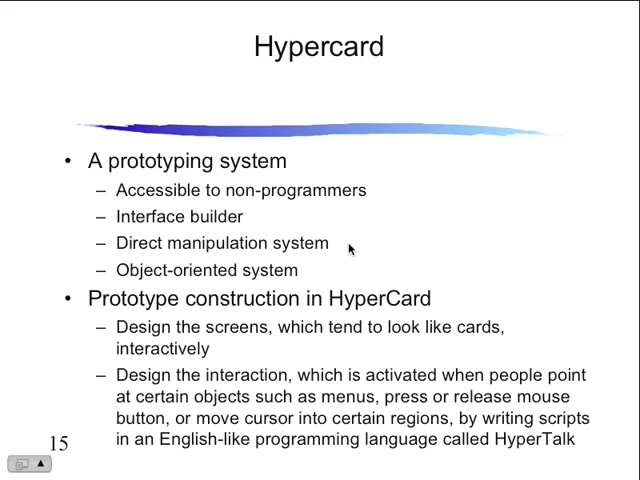 Hypercard
• A prototyping system
– Accessible to non-programmers
– Interface builder
– Direct manipulation system
– Object-oriented system
• Prototype construction in HyperCard
– Design the screens, which tend to look like cards,
interactively
– Design the interaction, which is activated when people point
at certain objects such as menus, press or release mouse
button, or move cursor into certain regions, by writing scripts
in an English-like programming language called HyperTalk
15